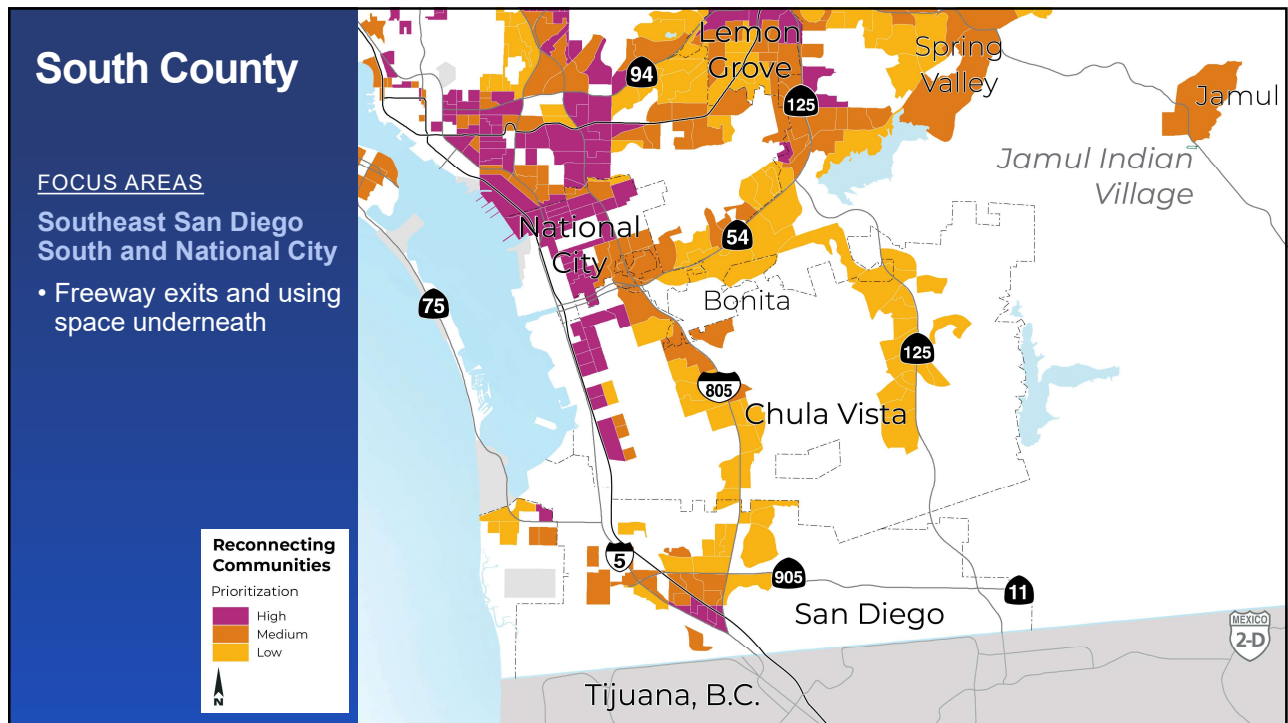 South County
FOCUS AREAS
Southeast San Diego
South and National City
• Freeway exits and using
space underneath
Reconnecting
Communities
Prioritization
High
Medium
Low
N
Lemon
Grove
Spring
Valley
94
125
Jamul
Jamul Indian
Village
National
City
54
Bonita
75
125
805
Chula Vista
5
905
11
San Diego
MEXICO
2-D
Tijuana, B.C.